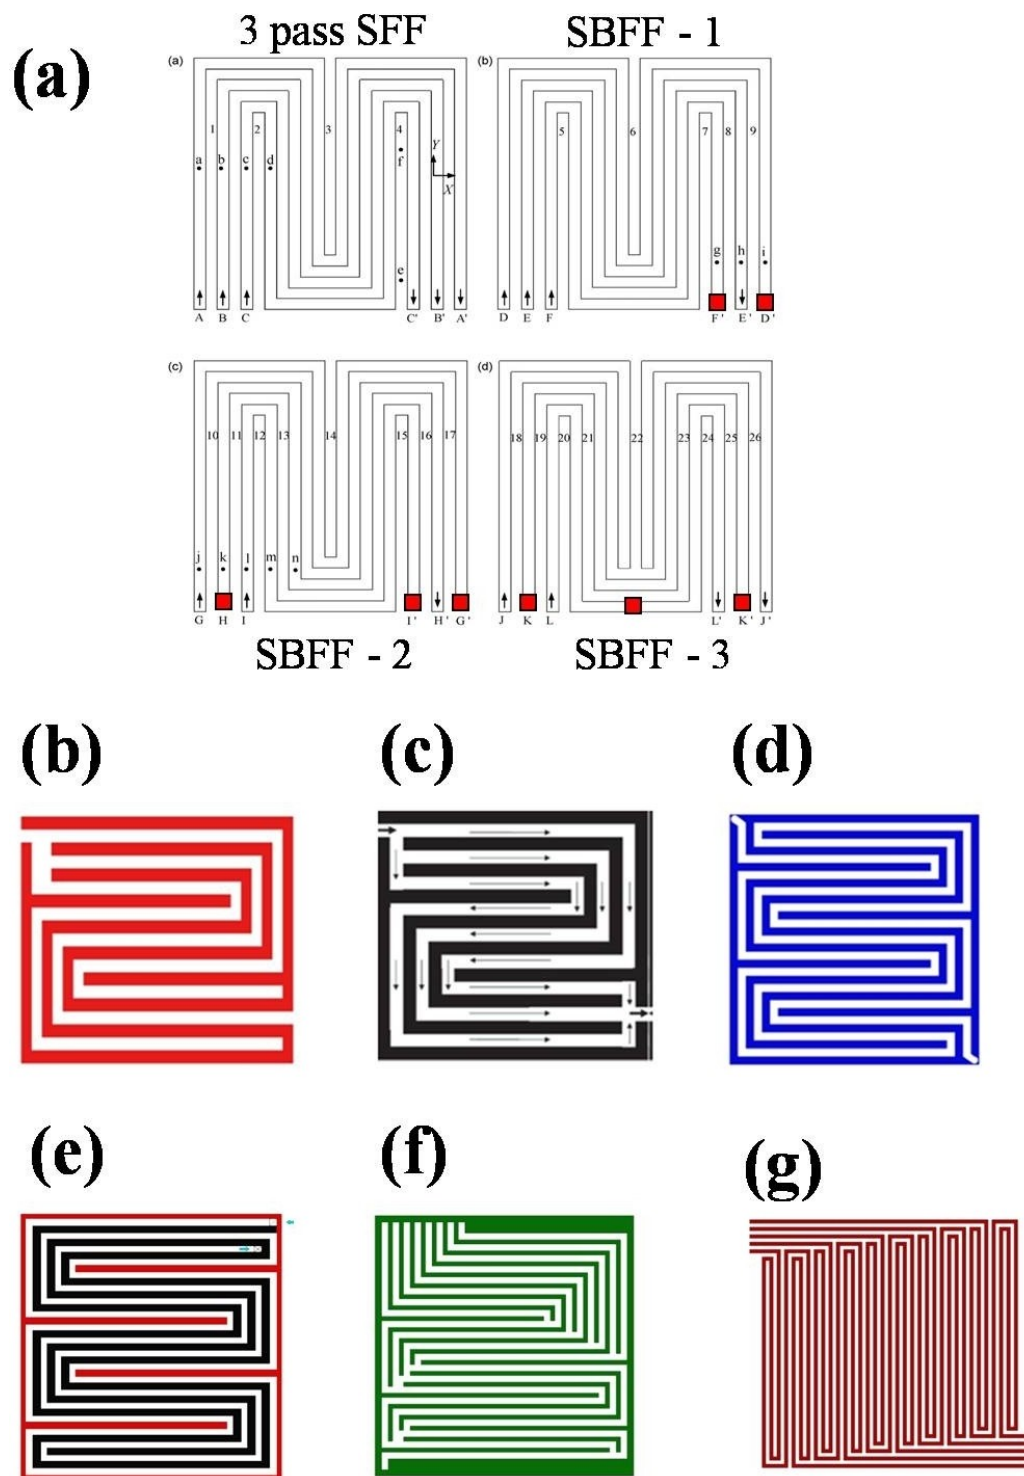 (a)
3 pass SFF
SBFF - 1
(a)
(b)
1 2 3 4
5 6 7 8 9
a b c d
f
Y
X
e
g h i
A B C C' B' A'
D E F F' E' D'
(c)
(d)
10 11 12 13 14 15 16 17
18 19 20 21 22 23 24 25 26
j k l m n
G H I I' H' G'
J K L L' K' J'
SBFF - 2
SBFF - 3
(b)
(c)
(d)
(e)
(f)
(g)